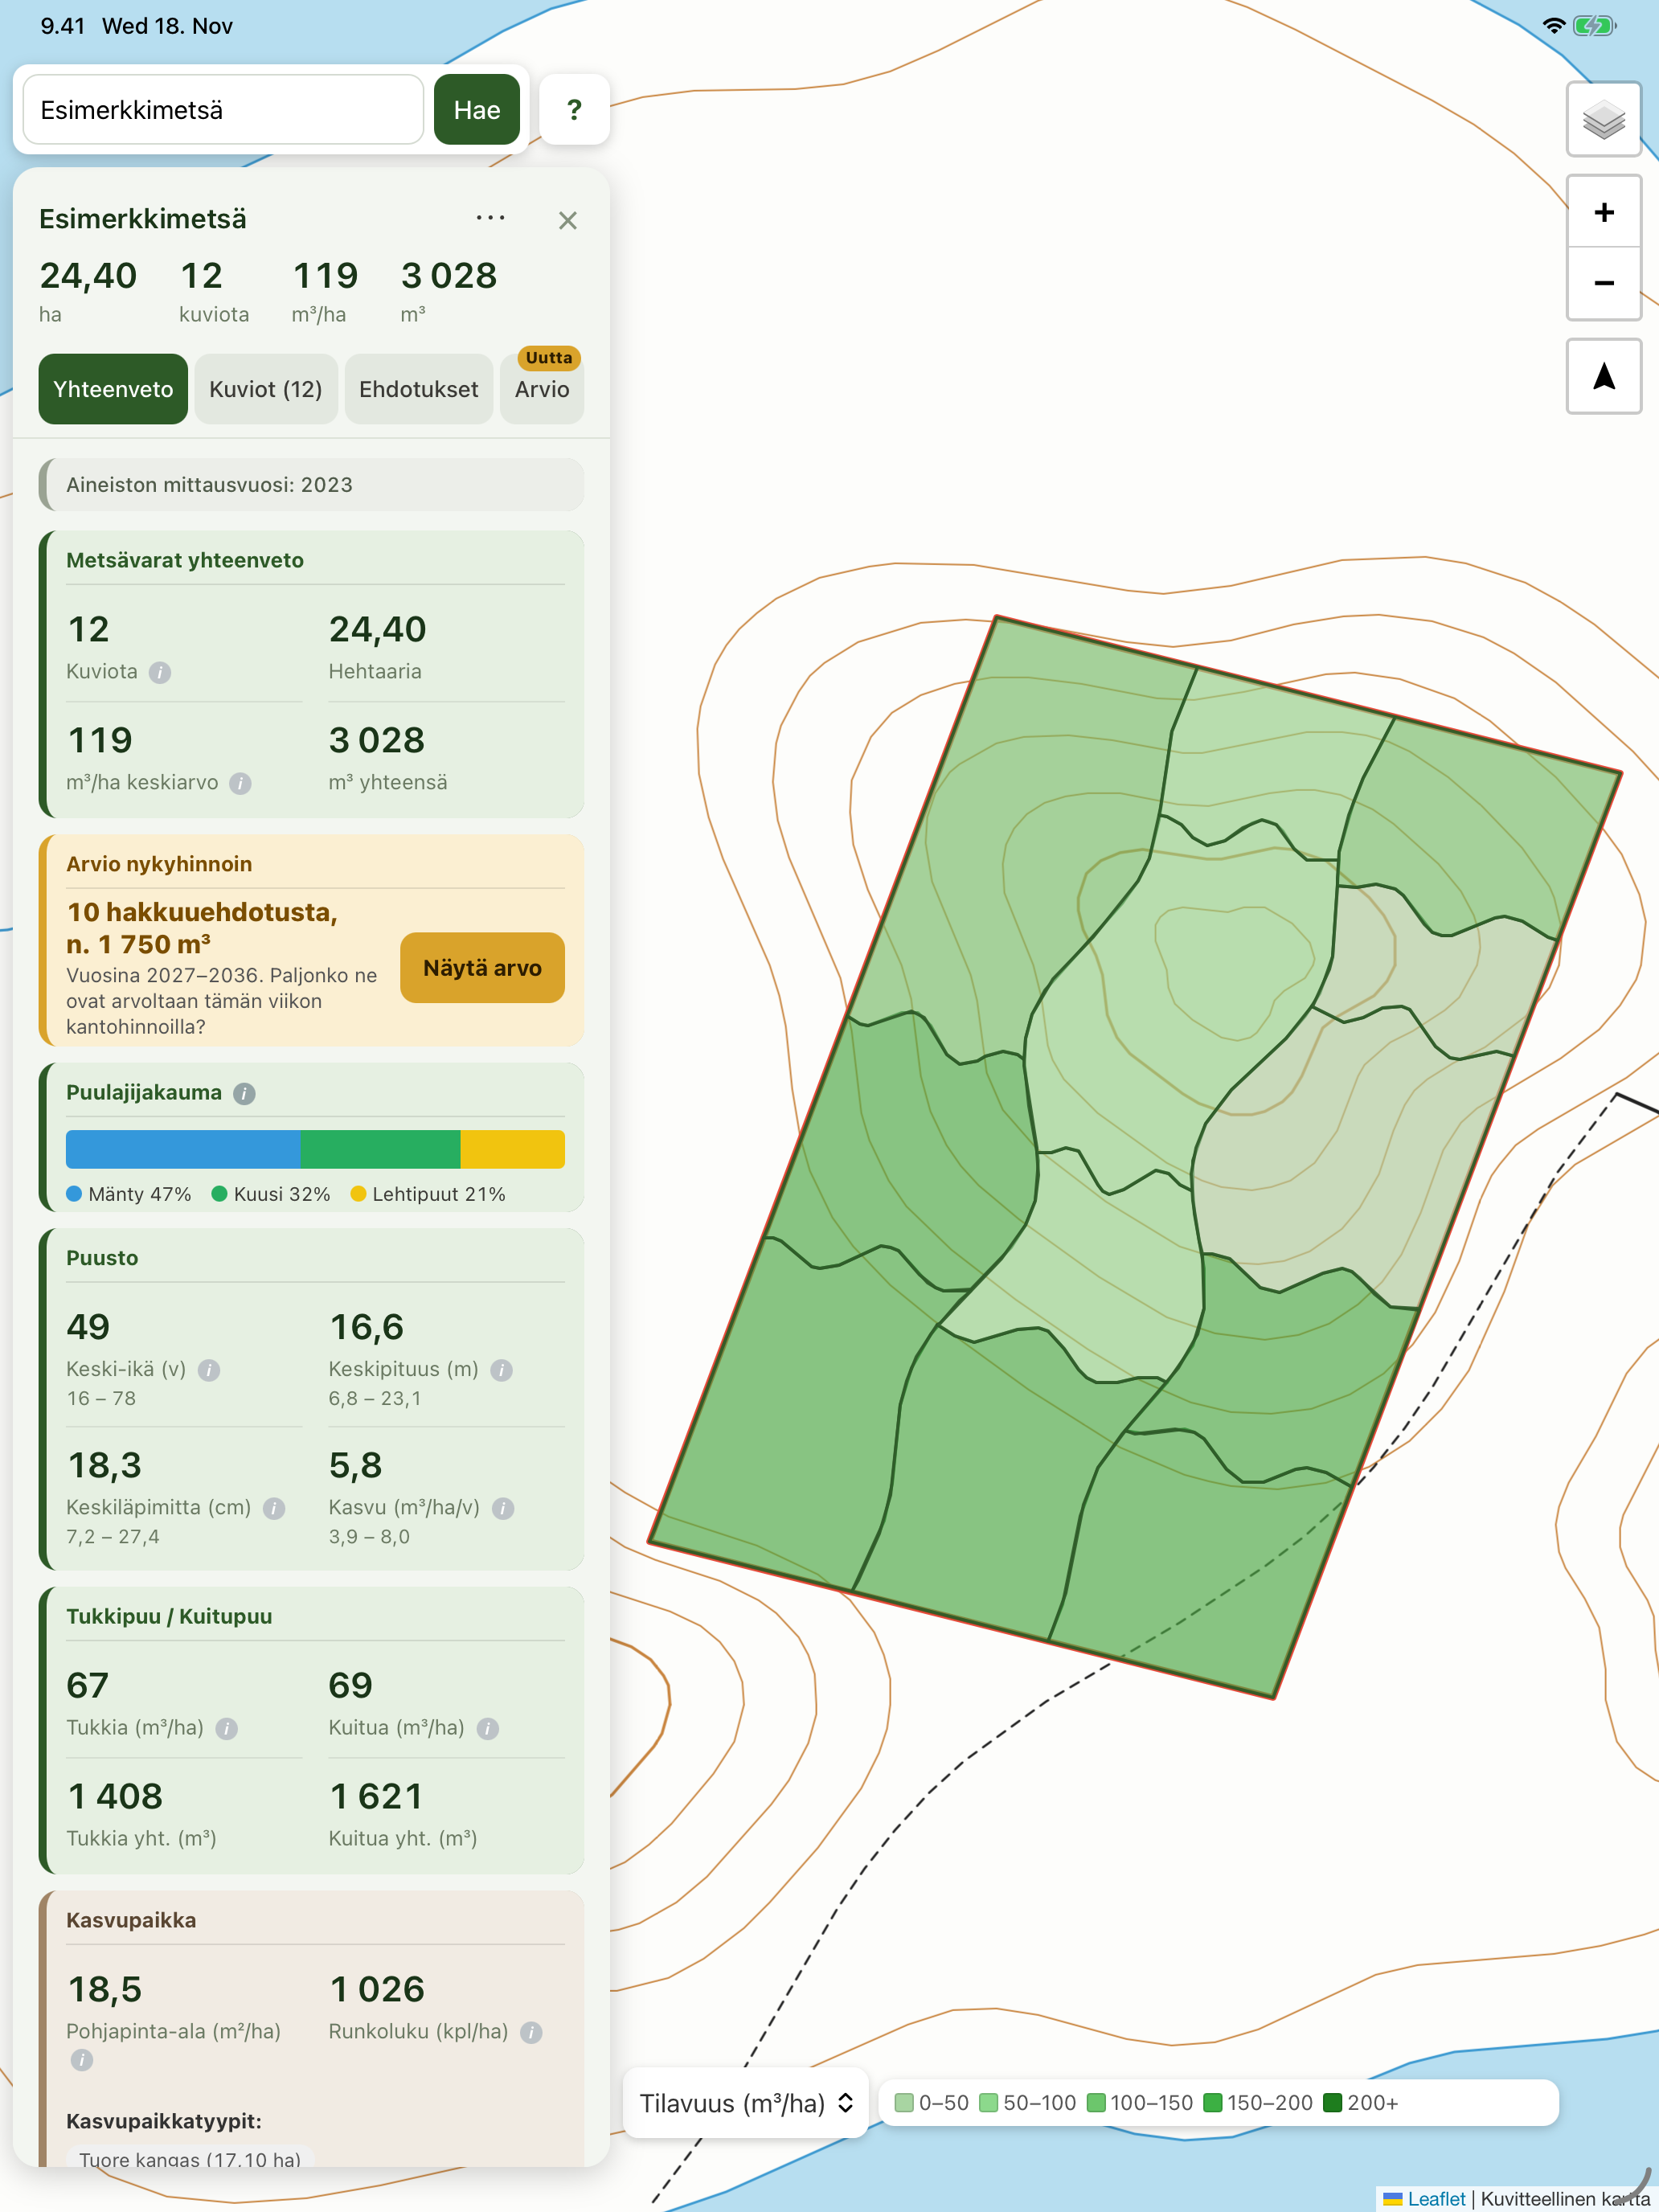 9.41 Wed 18. Nov
Esimerkkimetsä
Hae
?
Esimerkkimetsä
... ×
24,40 12 119 3 028
ha kuviota m³/ha m³
Uutta
Yhteenveto Kuviot (12) Ehdotukset Arvio
Aineiston mittausvuosi: 2023
Metsävarat yhteenveto
12 24,40
Kuviota i Hehtaaria
119 3 028
m³/ha keskiarvo i m³ yhteensä
Arvio nykyhinnoin
10 hakkuuehdotusta,
n. 1 750 m³
Vuosina 2027–2036. Paljonko ne
ovat arvoltaan tämän viikon
kantohinnoilla?
Näytä arvo
Puulajijakauma i
Mänty 47% Kuusi 32% Lehtipuut 21%
Puusto
49 16,6
Keski-ikä (v) i Keskipituus (m) i
16 – 78 6,8 – 23,1
18,3 5,8
Keskiläpimitta (cm) i Kasvu (m³/ha/v) i
7,2 – 27,4 3,9 – 8,0
Tukkipuu / Kuitupuu
67 69
Tukkia (m³/ha) i Kuitua (m³/ha) i
1 408 1 621
Tukkia yht. (m³) Kuitua yht. (m³)
Kasvupaikka
18,5 1 026
Pohjapinta-ala (m²/ha) Runkoluku (kpl/ha) i
i
Kasvupaikkatyypit:
Tuore kangas (17,10 ha)
+
−
Tilavuus (m³/ha)
0–50 50–100 100–150 150–200 200+
Leaflet | Kuvitteellinen kartta